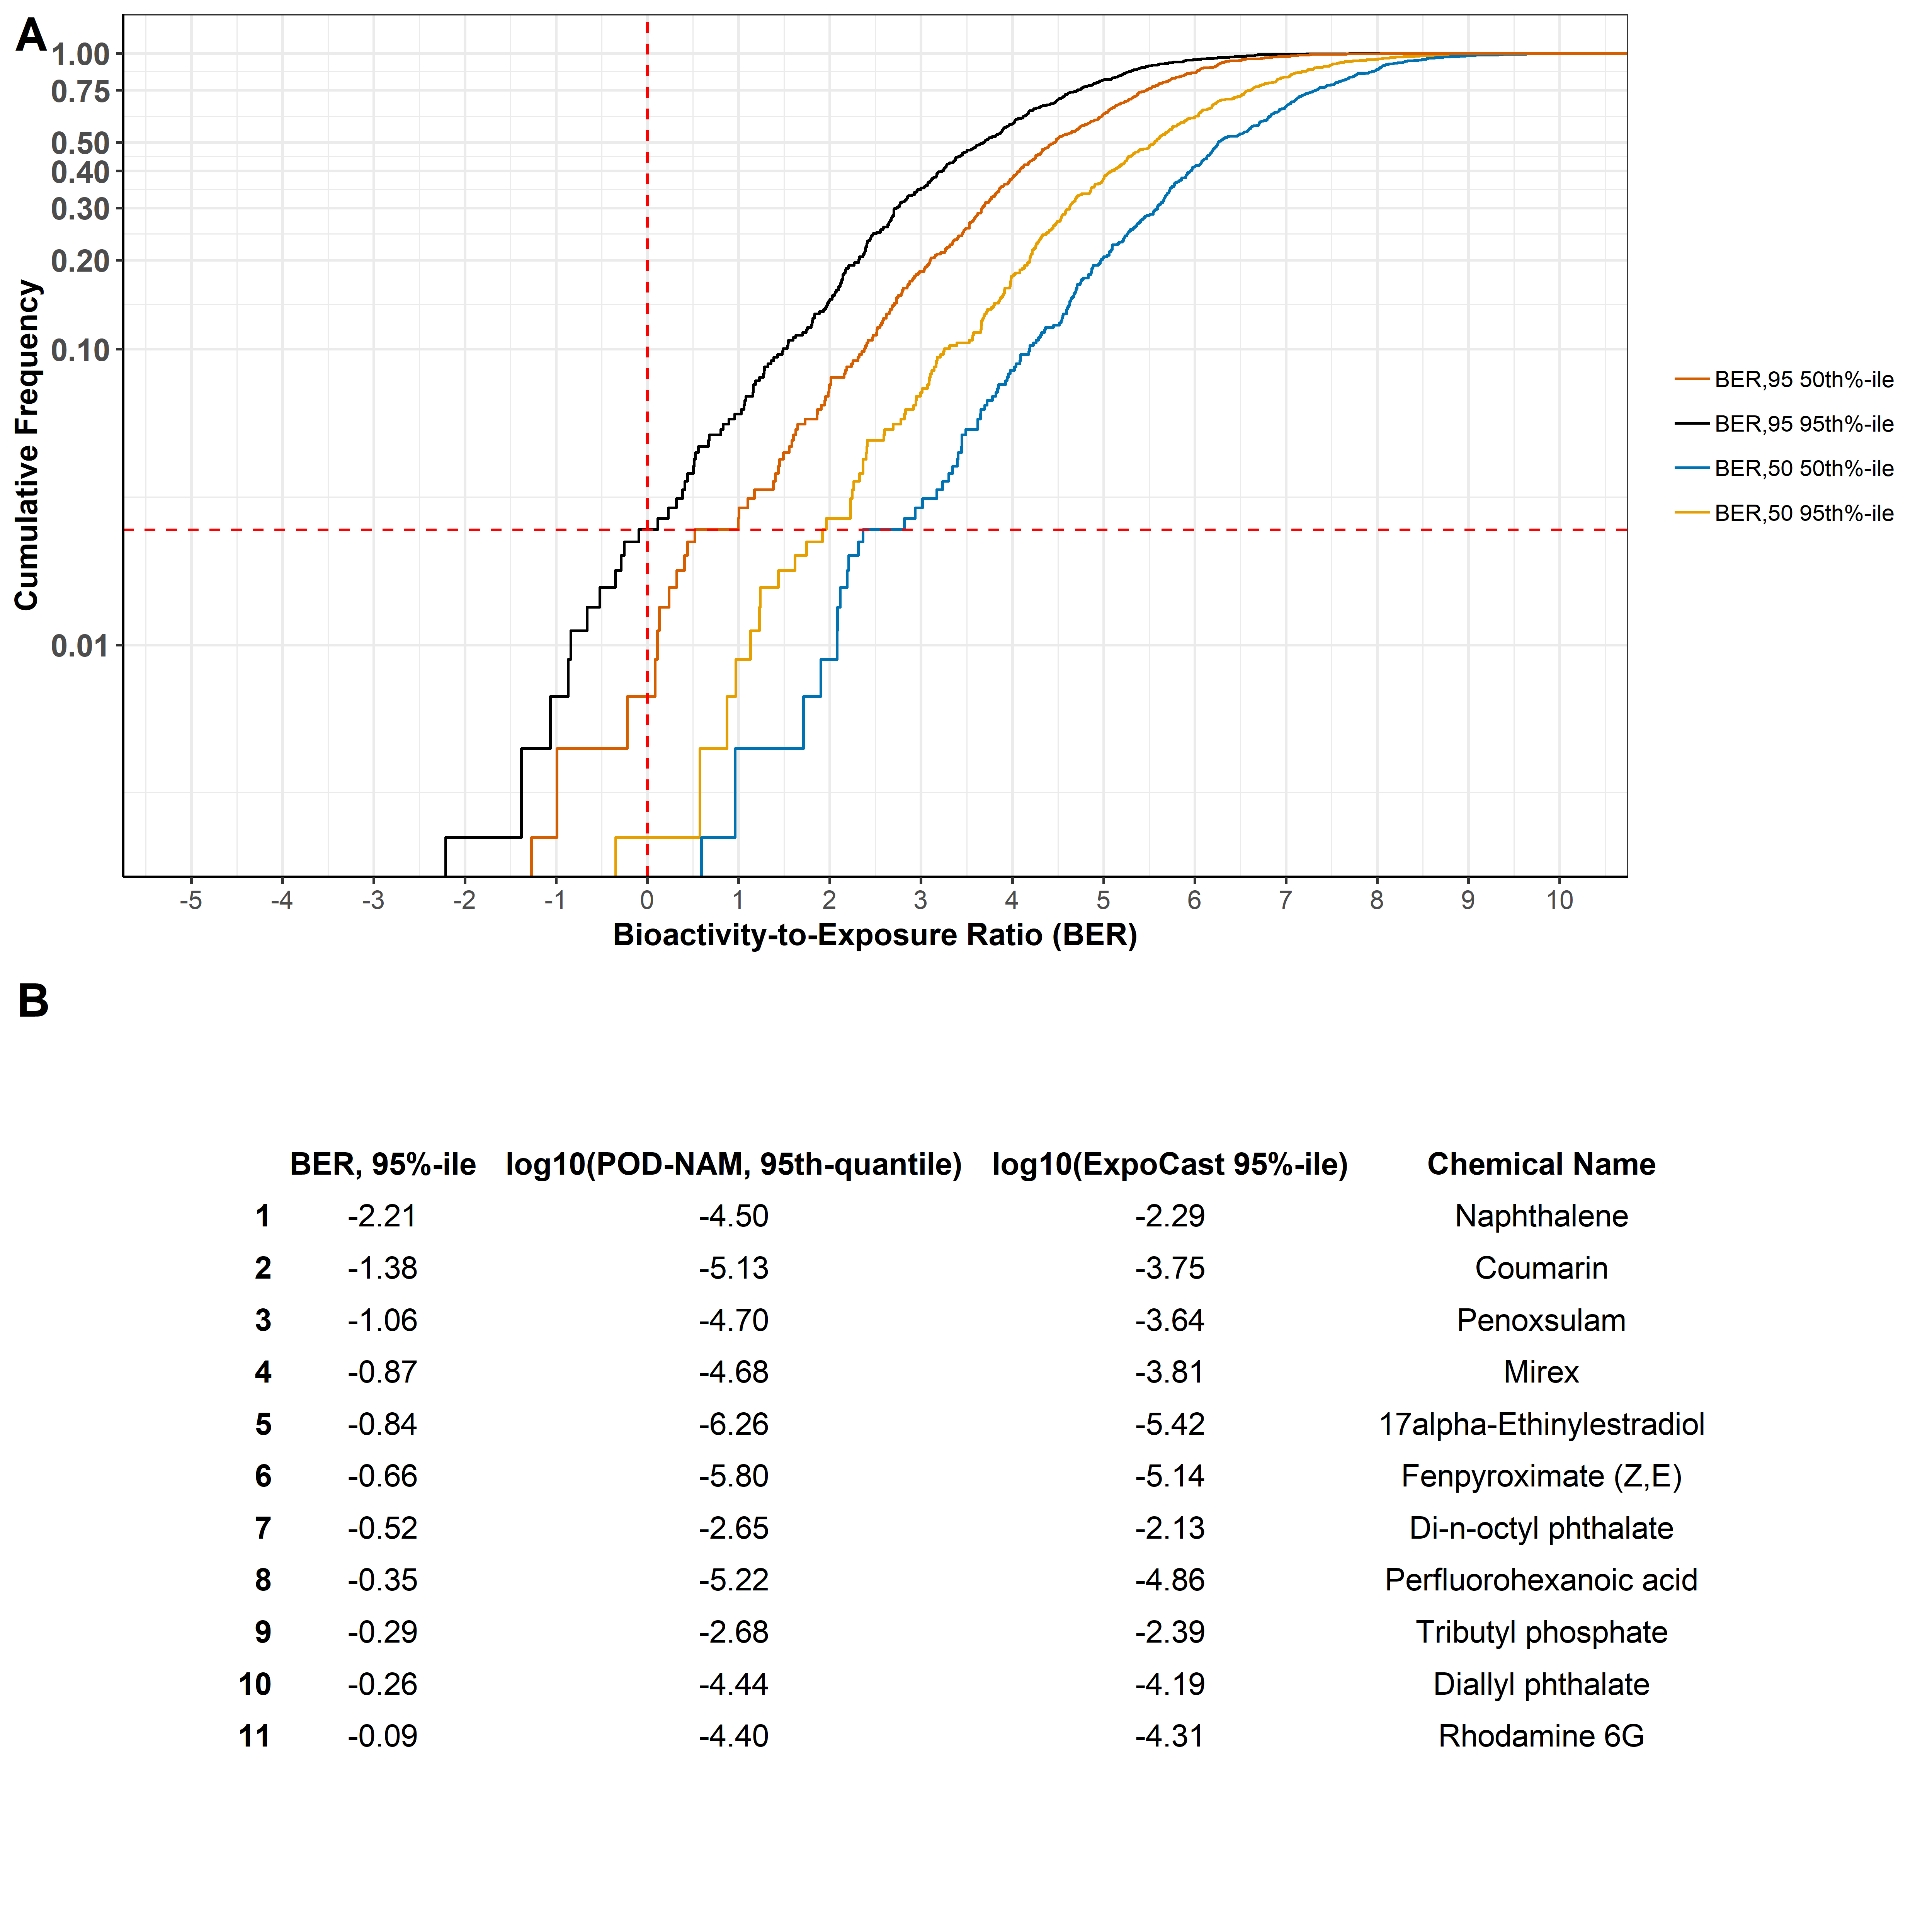 A
1.00
0.75
0.50
0.40
0.30
0.20
0.10
0.01
Cumulative Frequency
-5 -4 -3 -2 -1 0 1 2 3 4 5 6 7 8 9 10
Bioactivity-to-Exposure Ratio (BER)
BER,95 50th%-ile
BER,95 95th%-ile
BER,50 50th%-ile
BER,50 95th%-ile
B
BER, 95%-ile log10(POD-NAM, 95th-quantile) log10(ExpoCast 95%-ile) Chemical Name
1 -2.21 -4.50 -2.29 Naphthalene
2 -1.38 -5.13 -3.75 Coumarin
3 -1.06 -4.70 -3.64 Penoxsulam
4 -0.87 -4.68 -3.81 Mirex
5 -0.84 -6.26 -5.42 17alpha-Ethinylestradiol
6 -0.66 -5.80 -5.14 Fenpyroximate (Z,E)
7 -0.52 -2.65 -2.13 Di-n-octyl phthalate
8 -0.35 -5.22 -4.86 Perfluorohexanoic acid
9 -0.29 -2.68 -2.39 Tributyl phosphate
10 -0.26 -4.44 -4.19 Diallyl phthalate
11 -0.09 -4.40 -4.31 Rhodamine 6G